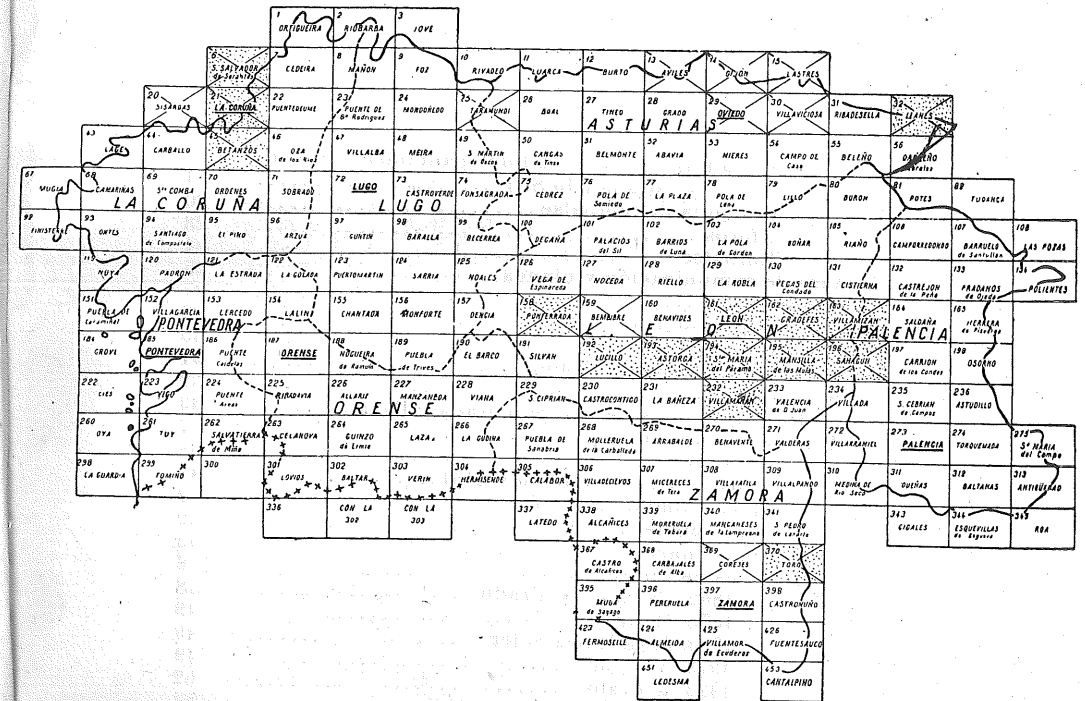 1 2 3
ORTIGUEIRA RIOBARBA JOVE
6 7 8 9 10 11 12 13 14 15
S. SALVADOR de Serantes CEDEIRA MAÑON FOZ RIVADEO LUARCA BURTO AVILES GIJON LASTRES
20 21 22 23 24 25 26 27 28 29 30 31 32
SISARGAS LA CORUÑA PUENTEDEUME PUENTE DE Gª Rodriguez MONDOÑEDO TARAMUNDI BOAL TINEO GRADO OVIEDO VILLAVICIOSA RIBADESELLA LLANES
ASTURIAS
43 44 45 46 47 48 49 50 51 52 53 54 55 56
LAGE CARBALLO BETANZOS OZA de los Rios VILLALBA MEIRA S. MARTIN de Oscos CANGAS de Tineo BELMONTE ABAVIA MIERES CAMPO DE Caso BELEÑO
67 68 69 70 71 72 73 74 75 76 77 78 79 80 81 82
MUGIA CAMARIÑAS Sta COMBA ORDENES SOBRADO LUGO CASTROVERDE FONSAGRADA CEDREZ POLA DE Somiedo LA PLAZA POLA DE Lena LILLO BURON POTES TUDANCA
LA CORUÑA LUGO
92 93 94 95 96 97 98 99 100 101 102 103 104 105 106 107 108
FINISTERRE ONTES SANTIAGO de Compostela EL PINO ARZUA GUNTIN BARALLA BECERREA DEGAÑA PALACIOS del Sil BARRIOS de Luna LA POLA de Gordon BOÑAR RIAÑO CAMPORREDONDO BARRUELO de Santullan LAS ROZAS
119 120 121 122 123 124 125 126 127 128 129 130 131 132 133 134
NOYA PADRON LA ESTRADA LA GOLADA PUERTOMARTIN SARRIA NOALES VEGA DE Espinareda NOCEDA RIELLO LA ROBLA VEGAS DEL Condado CISTIERNA CASTREJON de la Peña PRADANOS de Ojeda POLIENTES
151 152 153 154 155 156 157 158 159 160 161 162 163 164 165
PUEBLA DE Caramiñal VILLAGARCIA LERCEDO LALIN CHANTADA MONFORTE DENCIA PONFERRADA BEMBIBRE BENAVIDES LEON GRADEFES VILLAMIZAN SALDAÑA HERRERA de Pisuerga
PONTEVEDRA LEON PALENCIA
184 185 186 187 188 189 190 191 192 193 194 195 196 197 198
GROVE PONTEVEDRA PUENTE Caldelas ORENSE NOGUEIRA de Ramoin PUEBLA de Trives EL BARCO SILVAN LUCILLO ASTORGA Sta MARIA del Páramo MANSILLA de las Mulas SAHAGUN CARRION de los Condes OSORNO
222 223 224 225 226 227 228 229 230 231 232 233 234 235 236
CIES VIGO PUENTE Areas RIVADAVIA ALLARIZ MANZANEDA VIANA S. CIPRIAN CASTROCONTIGO LA BAÑEZA VILLAMAÑAN VALENCIA de D. Juan VILLADA S. CEBRIAN de Campos ASTUDILLO
ORENSE
260 261 262 263 264 265 266 267 268 269 270 271 272 273 274 275
OYA TUY SALVATIERRA de Miño CELANOVA GUINZO de Limia LAZA LA GUDIÑA PUEBLA DE Sanabria MOLLERUELA de la Carballeda ARRABALDE BENAVENTE VALDERAS VILLARRAMIEL PALENCIA TORQUEMADA Sta MARIA del Campo
298 299 300 301 302 303 304 305 306 307 308 309 310 311 312 313
LA GUARDIA TOMIÑO LOVIOS BALTAR VERIN HERMISENDE CALABOR VILLADECIEVOS MICERECES de Tera VILLAFAFILA VILLALPANDO MEDINA DE Rio Seco DUEÑAS BALTANAS ANTIGÜEDAD
ZAMORA
336 CON LA 302 CON LA 303 337 338 339 340 341 343 344 345
LATEDO ALCAÑICES MORERUELA de Tabara MANGANESES de la Lampreana S. PEDRO de Latarce CIGALES ESQUEVILLAS de Esgueva ROA
367 368 369 370
CASTRO de Alcañices CARBAJALES de Alba CORESES TORO
395 396 397 398
MUGA de Sayago PERERUELA ZAMORA CASTRONUÑO
423 424 425 426
FERMOSELLE ALMEIDA VILLAMOR de Escuderos FUENTESAUCO
451 453
LEDESMA CANTALPINO